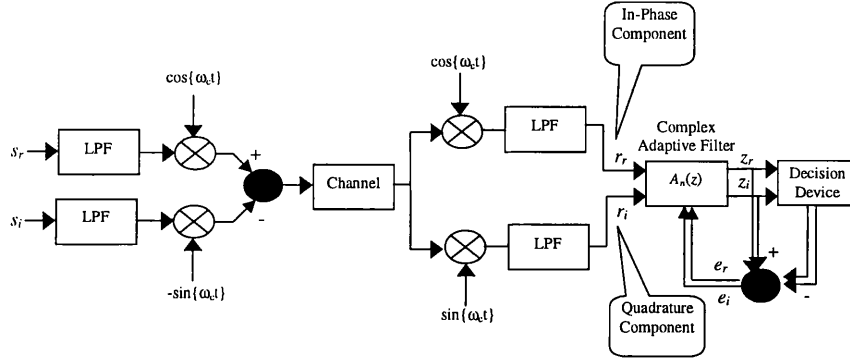 In-Phase
Component
cos{ω_c t}
cos{ω_c t}
LPF
LPF
s_r
+
Complex
Adaptive Filter
r_r
z_r
Channel
A_n(z)
z_i
Decision
Device
s_i
LPF
-
LPF
r_i
+
-sin{ω_c t}
sin{ω_c t}
e_r
e_i
-
Quadrature
Component